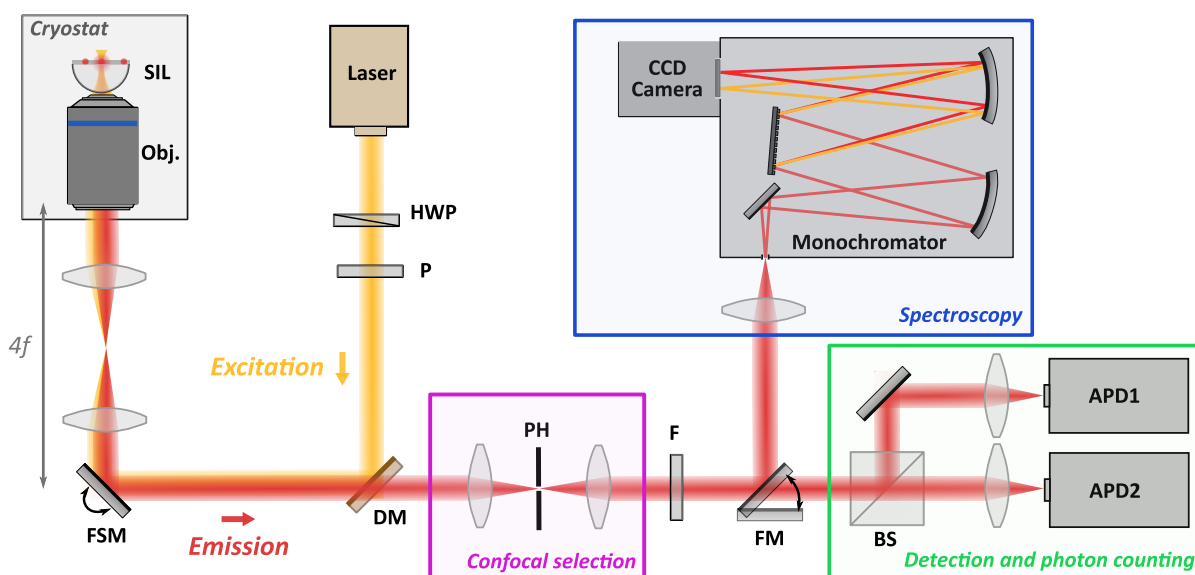 Cryostat
SIL
Obj.
4f
FSM
Laser
HWP
P
Excitation
Emission
DM
PH
Confocal selection
F
FM
CCD
Camera
Monochromator
Spectroscopy
APD1
APD2
BS
Detection and photon counting